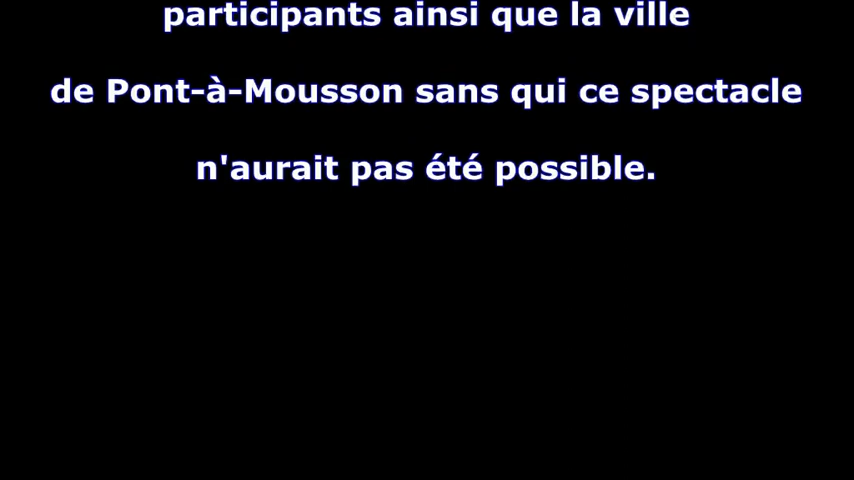 participants ainsi que la ville
de Pont-à-Mousson sans qui ce spectacle
n'aurait pas été possible.